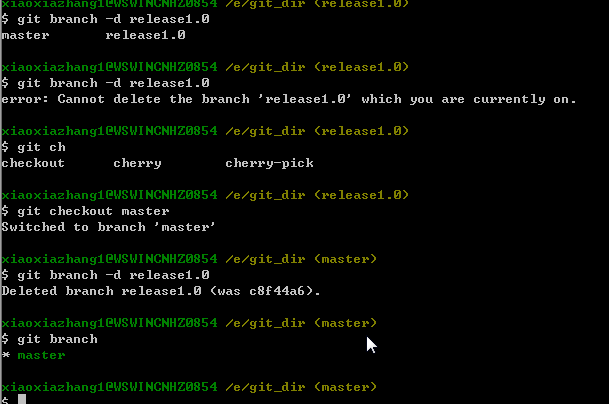 xiaoxiazhang1@WSWINCNHZ0854 /e/git_dir (release1.0)
$ git branch -d release1.0
master       release1.0
xiaoxiazhang1@WSWINCNHZ0854 /e/git_dir (release1.0)
$ git branch -d release1.0
error: Cannot delete the branch 'release1.0' which you are currently on.
xiaoxiazhang1@WSWINCNHZ0854 /e/git_dir (release1.0)
$ git ch
checkout      cherry        cherry-pick
xiaoxiazhang1@WSWINCNHZ0854 /e/git_dir (release1.0)
$ git checkout master
Switched to branch 'master'
xiaoxiazhang1@WSWINCNHZ0854 /e/git_dir (master)
$ git branch -d release1.0
Deleted branch release1.0 (was c8f44a6).
xiaoxiazhang1@WSWINCNHZ0854 /e/git_dir (master)
$ git branch
* master
xiaoxiazhang1@WSWINCNHZ0854 /e/git_dir (master)
$